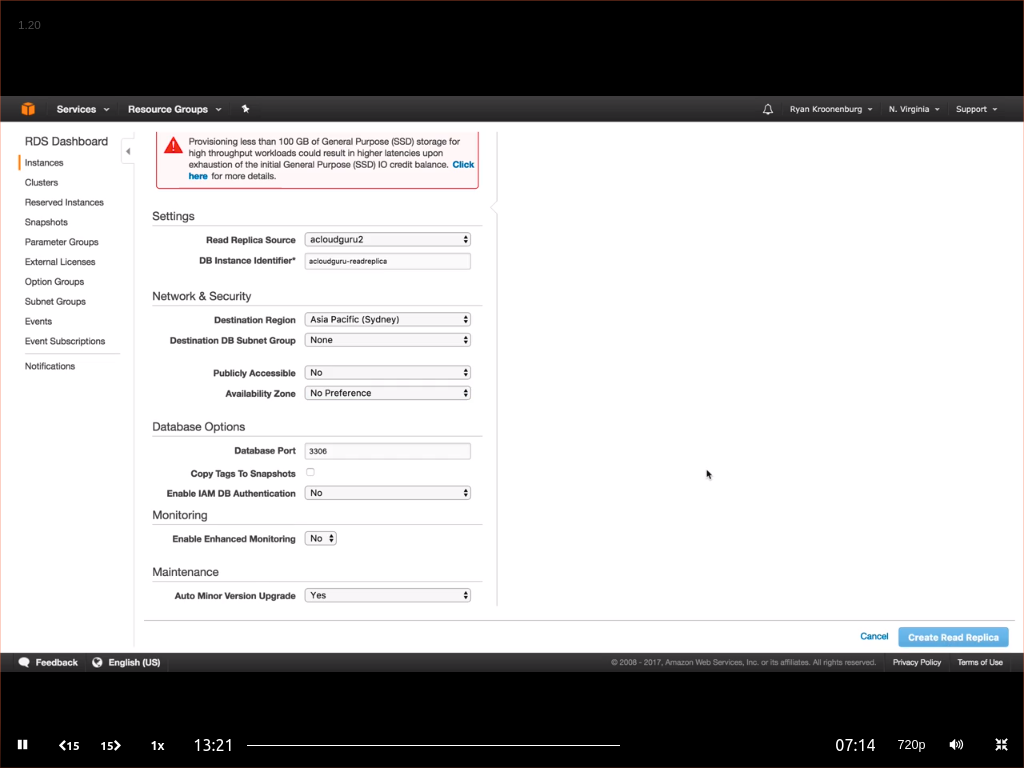 1.20
Services
Resource Groups
Ryan Kroonenburg
N. Virginia
Support
RDS Dashboard
Instances
Clusters
Reserved Instances
Snapshots
Parameter Groups
External Licenses
Option Groups
Subnet Groups
Events
Event Subscriptions
Notifications
Provisioning less than 100 GB of General Purpose (SSD) storage for
high throughput workloads could result in higher latencies upon
exhaustion of the initial General Purpose (SSD) IO credit balance. Click
here for more details.
Settings
Read Replica Source acloudguru2
DB Instance Identifier* acloudguru-readreplica
Network & Security
Destination Region Asia Pacific (Sydney)
Destination DB Subnet Group None
Publicly Accessible No
Availability Zone No Preference
Database Options
Database Port 3306
Copy Tags To Snapshots
Enable IAM DB Authentication No
Monitoring
Enable Enhanced Monitoring No
Maintenance
Auto Minor Version Upgrade Yes
Cancel Create Read Replica
Feedback English (US)
© 2008 - 2017, Amazon Web Services, Inc. or its affiliates. All rights reserved. Privacy Policy Terms of Use
15 15 1x 13:21 07:14 720p